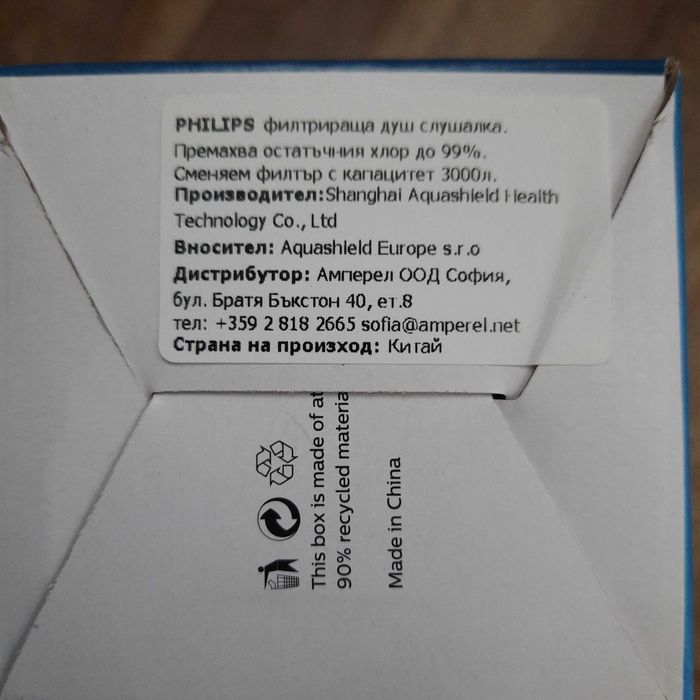 PHILIPS филтрираща душ слушалка.
Премахва остатъчния хлор до 99%.
Сменяем филтър с капацитет 3000л.
Производител:Shanghai Aquashield Health
Technology Co., Ltd
Вносител: Aquashield Europe s.r.o
Дистрибутор: Амперел ООД София,
бул. Братя Бъкстон 40, ет.8
тел: +359 2 818 2665 sofia@amperel.net
Страна на произход: Китай
This box is made of at
90% recycled materia
Made in China